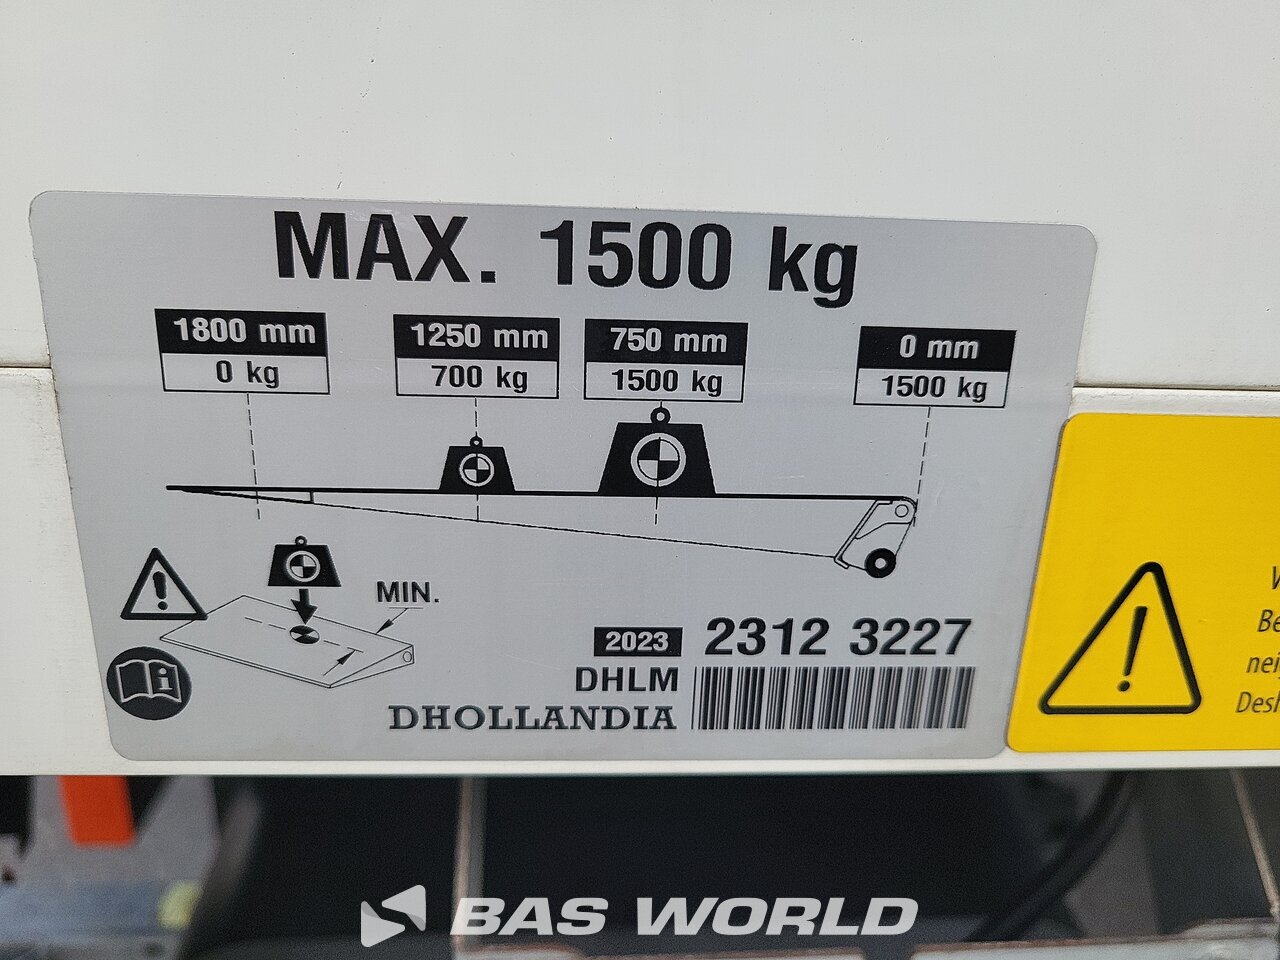 MAX. 1500 kg
1800 mm
0 kg
1250 mm
700 kg
750 mm
1500 kg
0 mm
1500 kg
MIN.
2023 2312 3227
DHLM
DHOLLANDIA
BAS WORLD